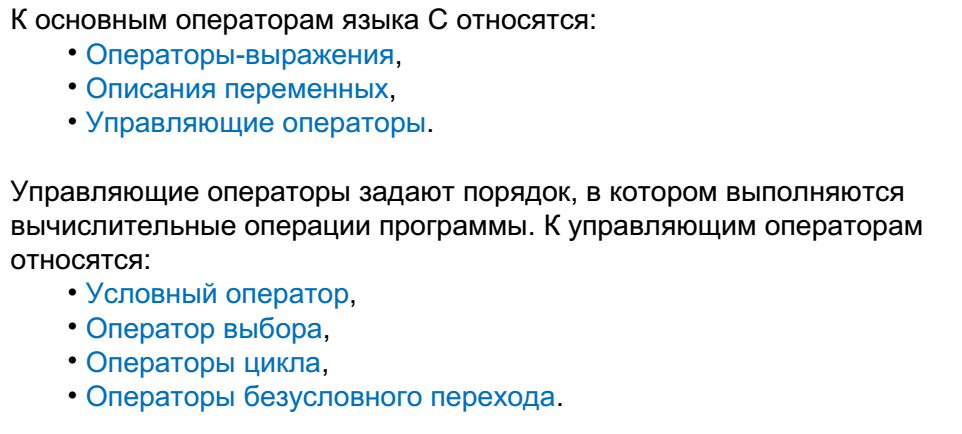 К основным операторам языка С относятся:
• Операторы-выражения,
• Описания переменных,
• Управляющие операторы.
Управляющие операторы задают порядок, в котором выполняются
вычислительные операции программы. К управляющим операторам
относятся:
• Условный оператор,
• Оператор выбора,
• Операторы цикла,
• Операторы безусловного перехода.